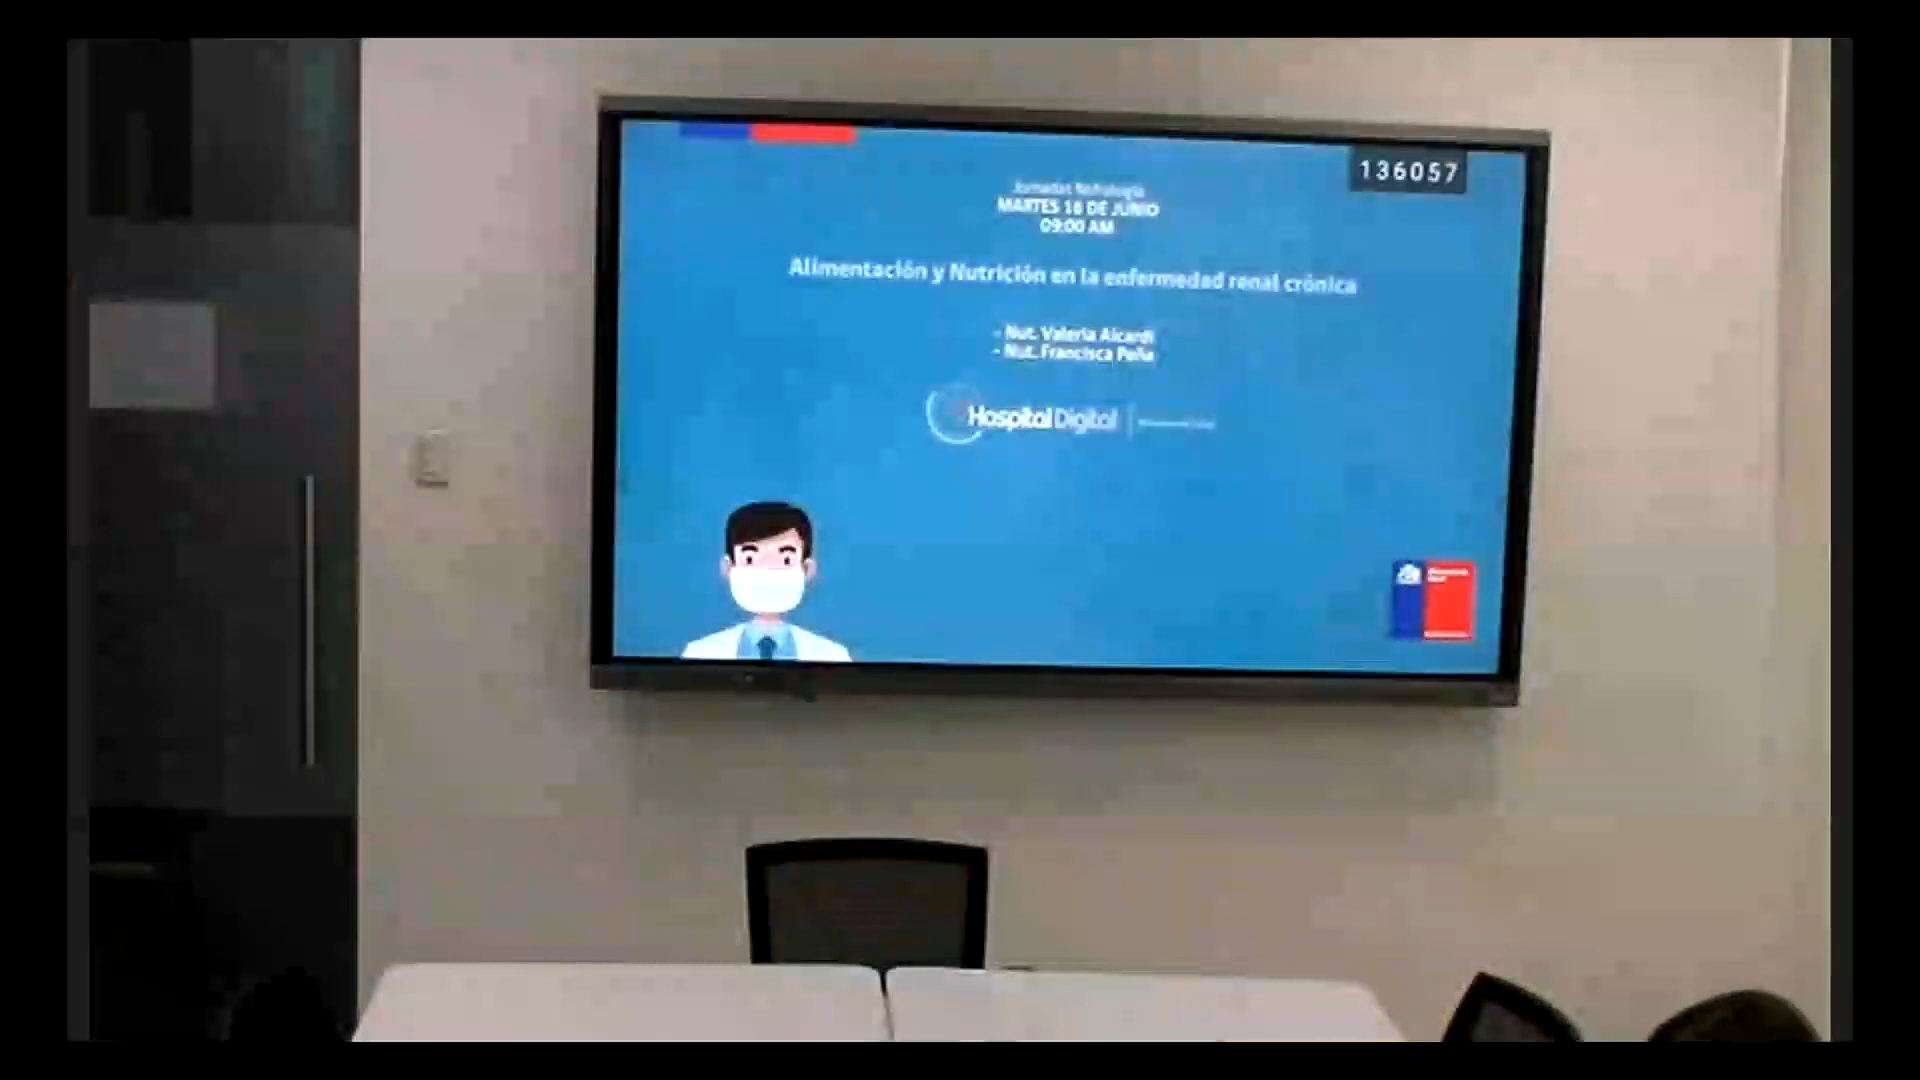 136057
Jornadas Nefrología
MARTES 18 DE JUNIO
09:00 AM
Alimentación y Nutrición en la enfermedad renal crónica
- Nut. Valeria Aicardi
- Nut. Francisca Peña
Hospital Digital